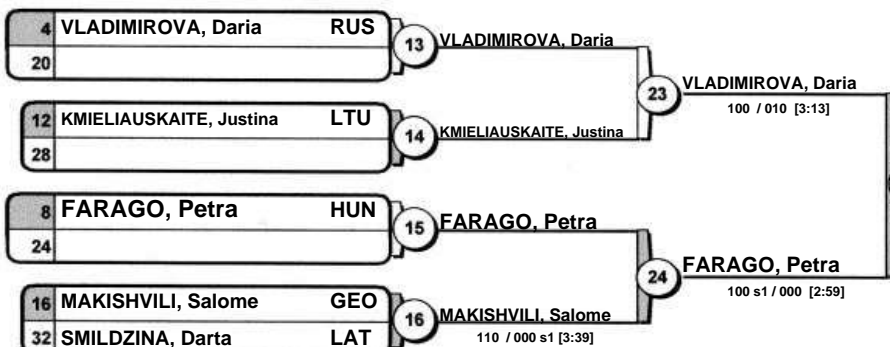 4 VLADIMIROVA, Daria RUS
20
13 VLADIMIROVA, Daria
12 KMIELIAUSKAITE, Justina LTU
28
14 KMIELIAUSKAITE, Justina
23 VLADIMIROVA, Daria
100 / 010 [3:13]
8 FARAGO, Petra HUN
24
15 FARAGO, Petra
16 MAKISHVILI, Salome GEO
32 SMILDZINA, Darta LAT
16 MAKISHVILI, Salome
110 / 000 s1 [3:39]
24 FARAGO, Petra
100 s1 / 000 [2:59]